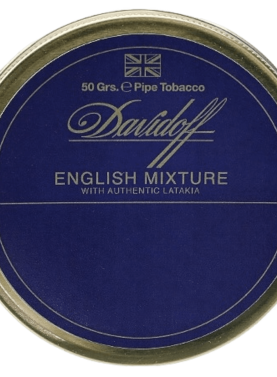 50 Grs. ℮ Pipe Tobacco
Davidoff
ENGLISH MIXTURE
WITH AUTHENTIC LATAKIA